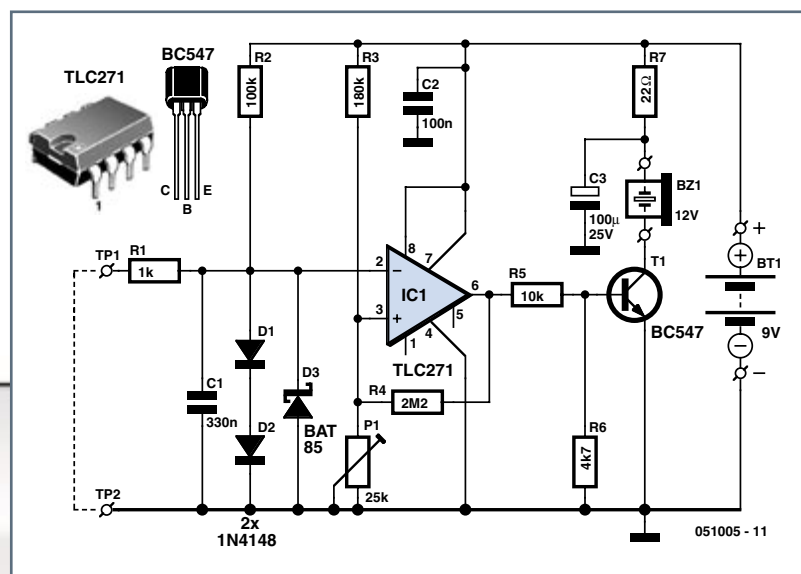 TLC271
BC547
C
B
E
1
R2
100k
R3
180k
C2
100n
R7
22Ω
C3
100µ
25V
BZ1
12V
TP1
R1
1k
2
3
8
7
6
5
4
1
IC1
TLC271
R5
10k
T1
BC547
+
BT1
9V
–
D1
D2
D3
BAT
85
C1
330n
R4
2M2
P1
25k
R6
4k7
TP2
2x
1N4148
051005 - 11